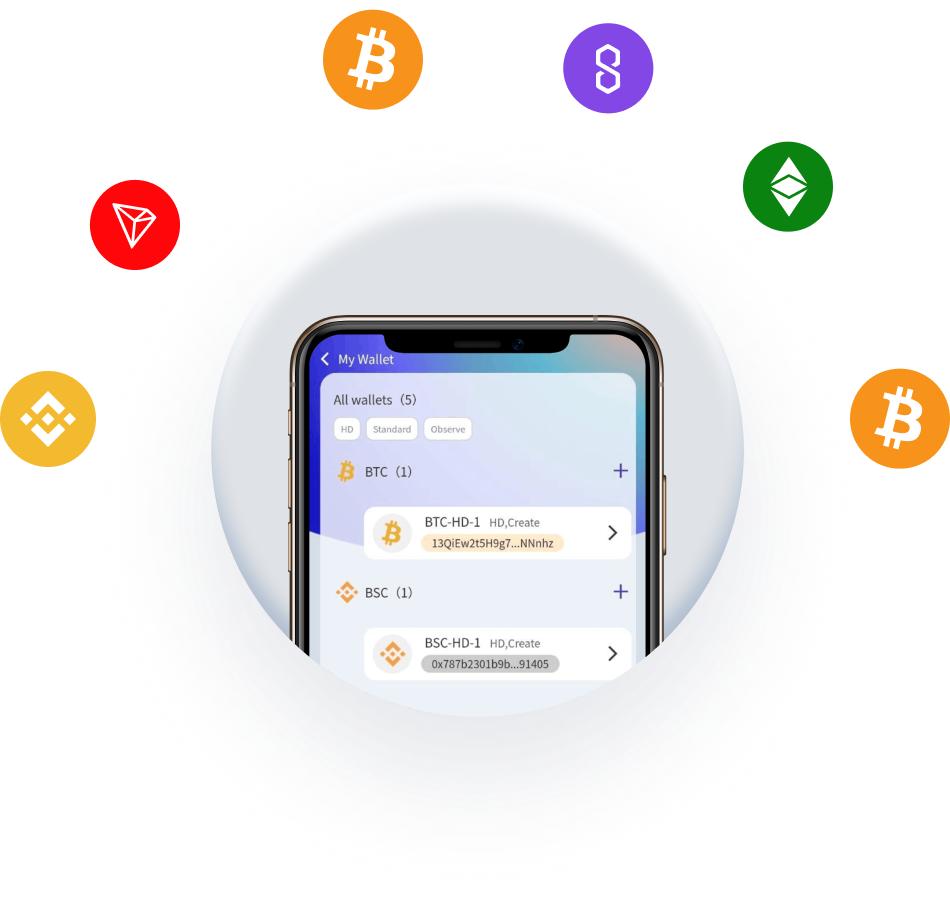 My Wallet
All wallets（5）
HD Standard Observe
BTC（1）
BTC-HD-1 HD,Create
13QiEw2t5H9g7...NNnhz
BSC（1）
BSC-HD-1 HD,Create
0x787b2301b9b...91405